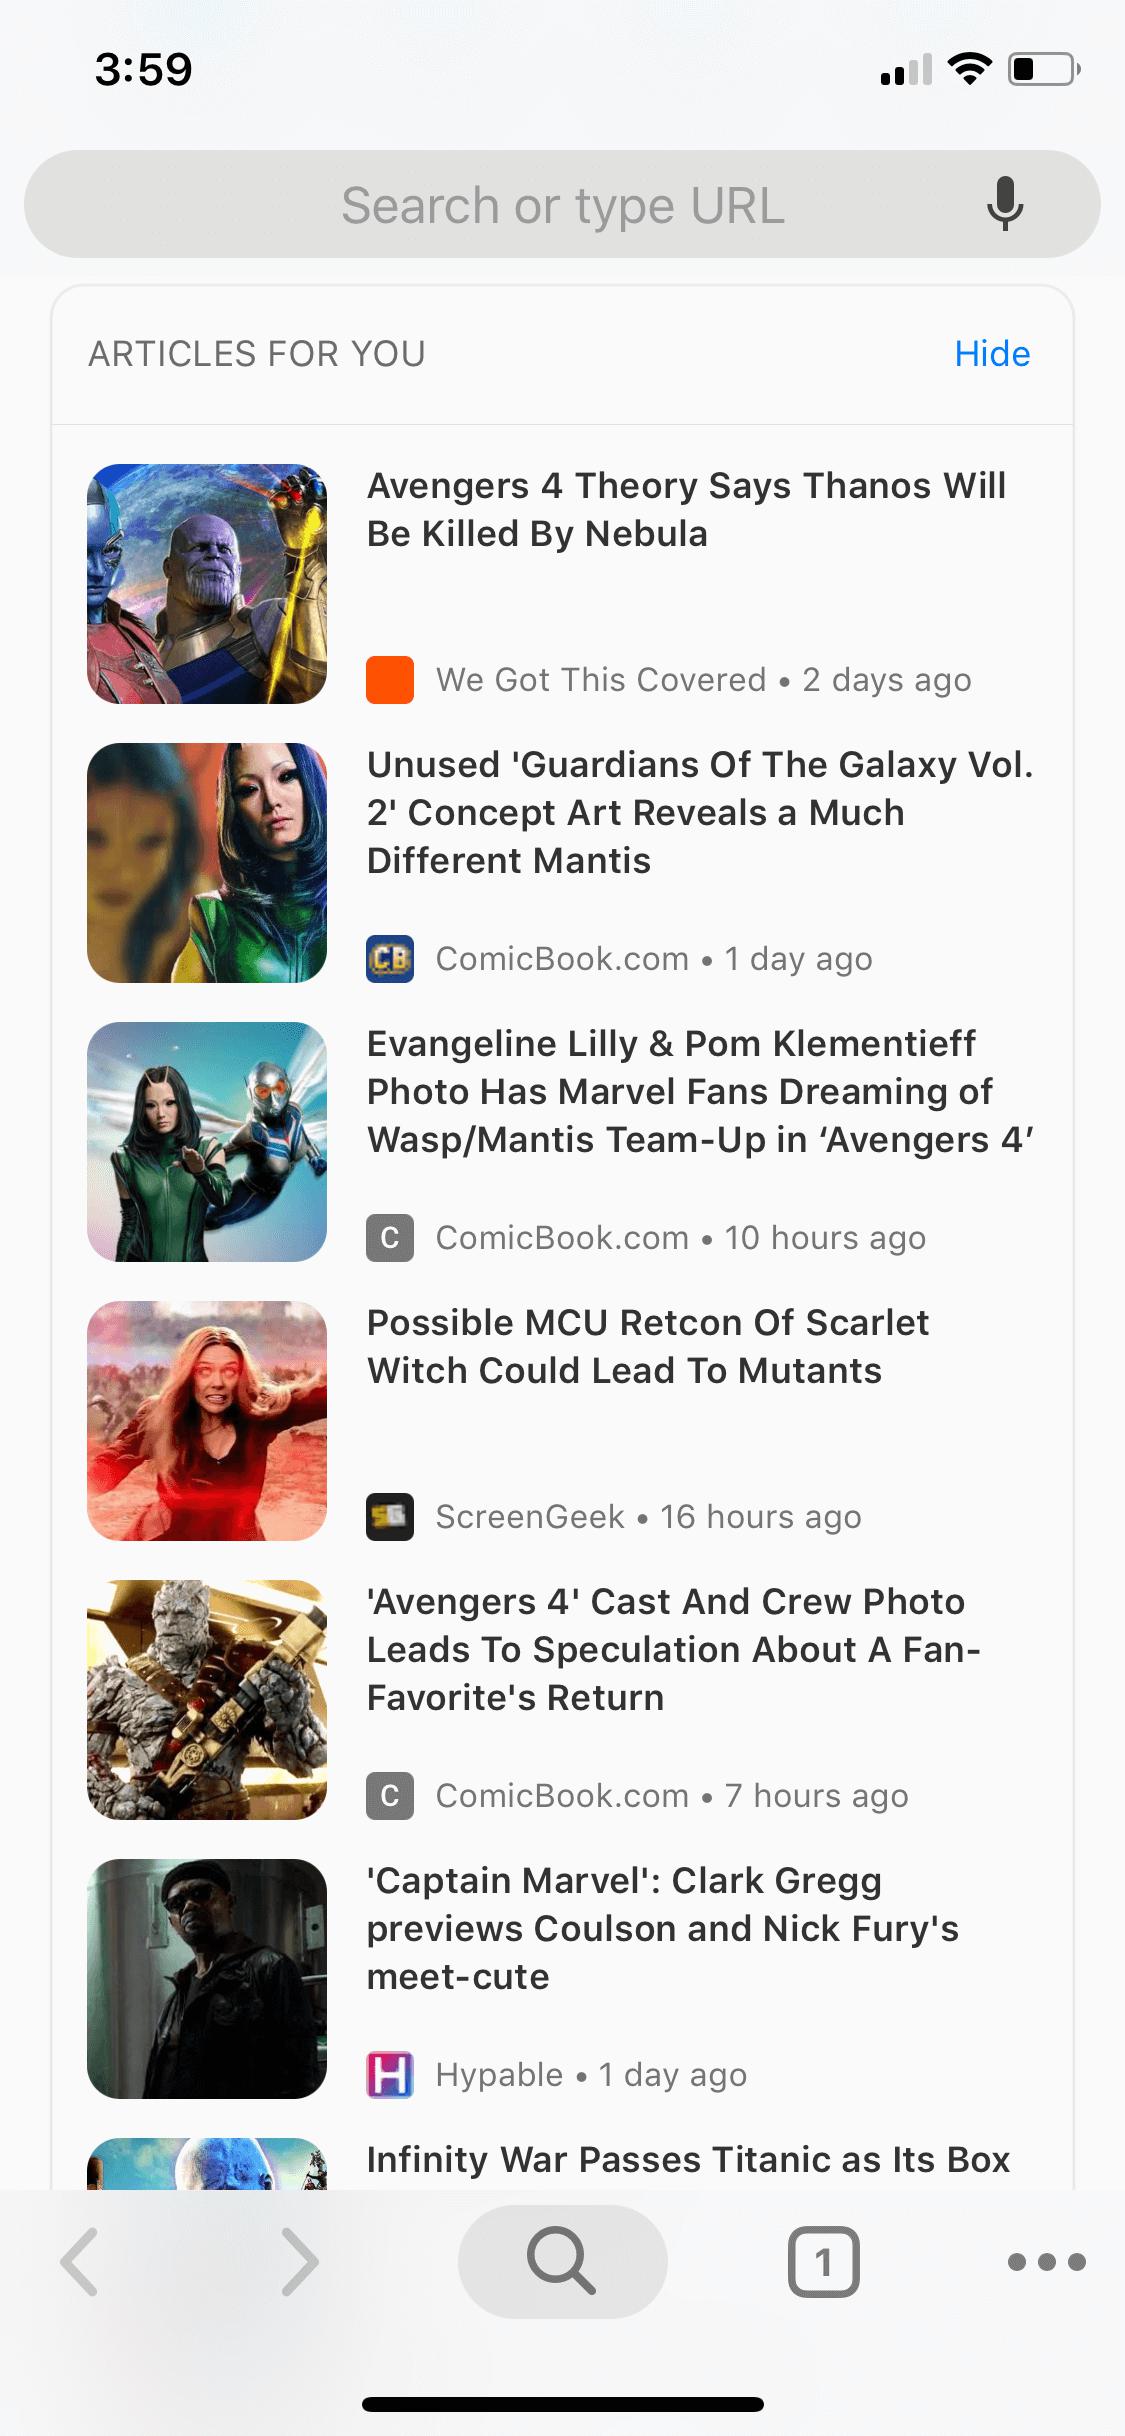 3:59
Search or type URL
ARTICLES FOR YOU
Hide
Avengers 4 Theory Says Thanos Will
Be Killed By Nebula
We Got This Covered • 2 days ago
Unused 'Guardians Of The Galaxy Vol.
2' Concept Art Reveals a Much
Different Mantis
CB ComicBook.com • 1 day ago
Evangeline Lilly & Pom Klementieff
Photo Has Marvel Fans Dreaming of
Wasp/Mantis Team-Up in ‘Avengers 4’
C ComicBook.com • 10 hours ago
Possible MCU Retcon Of Scarlet
Witch Could Lead To Mutants
SG ScreenGeek • 16 hours ago
'Avengers 4' Cast And Crew Photo
Leads To Speculation About A Fan-
Favorite's Return
C ComicBook.com • 7 hours ago
'Captain Marvel': Clark Gregg
previews Coulson and Nick Fury's
meet-cute
H Hypable • 1 day ago
Infinity War Passes Titanic as Its Box
1